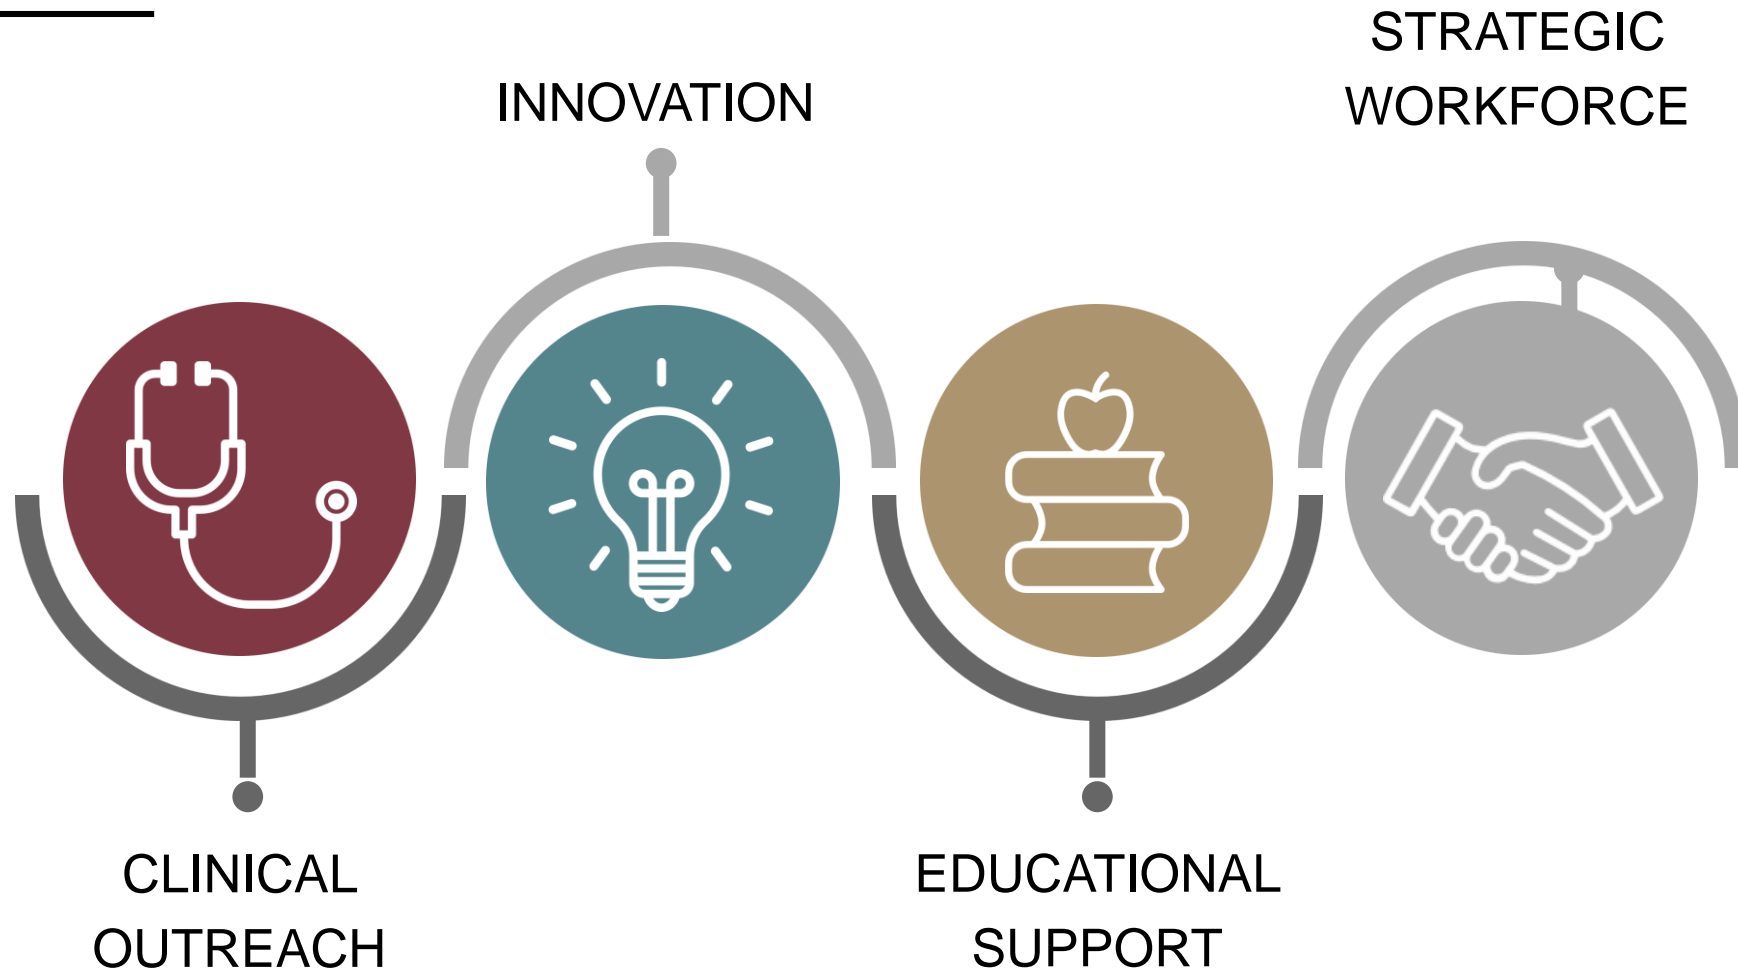 STRATEGIC
WORKFORCE
INNOVATION
CLINICAL
OUTREACH
EDUCATIONAL
SUPPORT